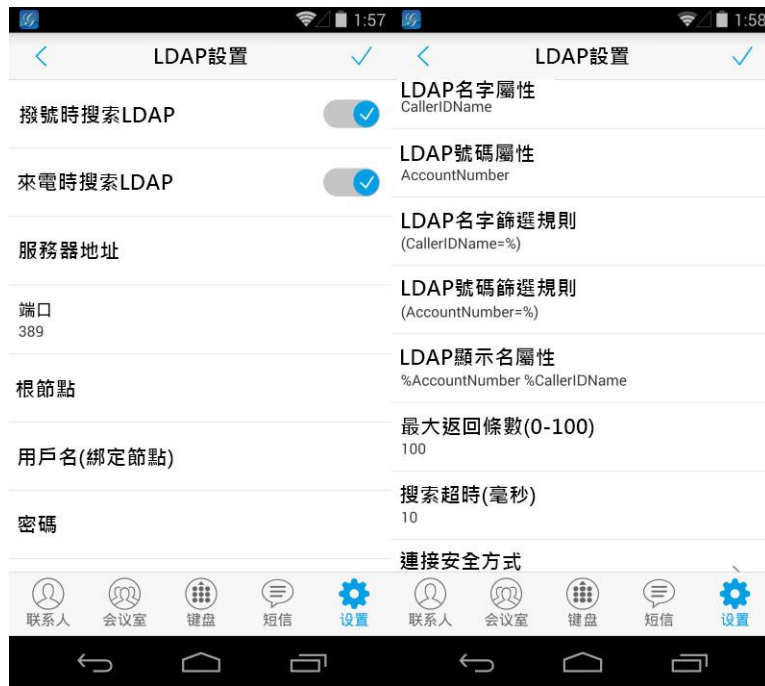 1:57
LDAP設置
撥號時搜索LDAP
來電時搜索LDAP
服務器地址
端口
389
根節點
用戶名(綁定節點)
密碼
联系人 会议室 键盘 短信 设置
1:58
LDAP設置
LDAP名字屬性
CallerIDName
LDAP號碼屬性
AccountNumber
LDAP名字篩選規則
(CallerIDName=%)
LDAP號碼篩選規則
(AccountNumber=%)
LDAP顯示名屬性
%AccountNumber %CallerIDName
最大返回條數(0-100)
100
搜索超時(毫秒)
10
連接安全方式
联系人 会议室 键盘 短信 设置